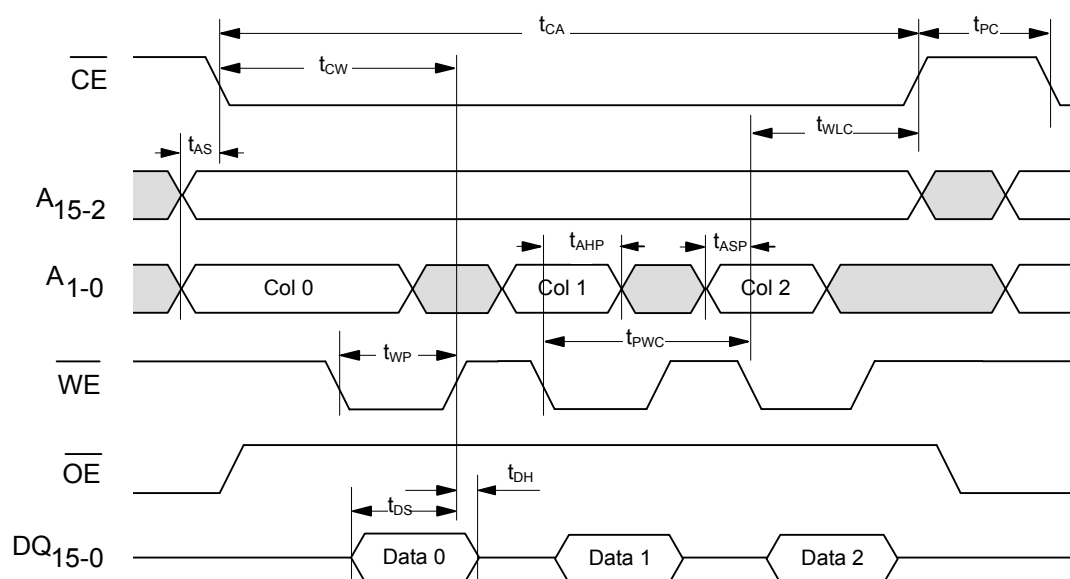 tCA tPC
CE tCW
tAS tWLC
A15-2
tAHP tASP
A1-0 Col 0 Col 1 Col 2
tWP tPWC
WE
OE tDH
tDS
DQ15-0 Data 0 Data 1 Data 2